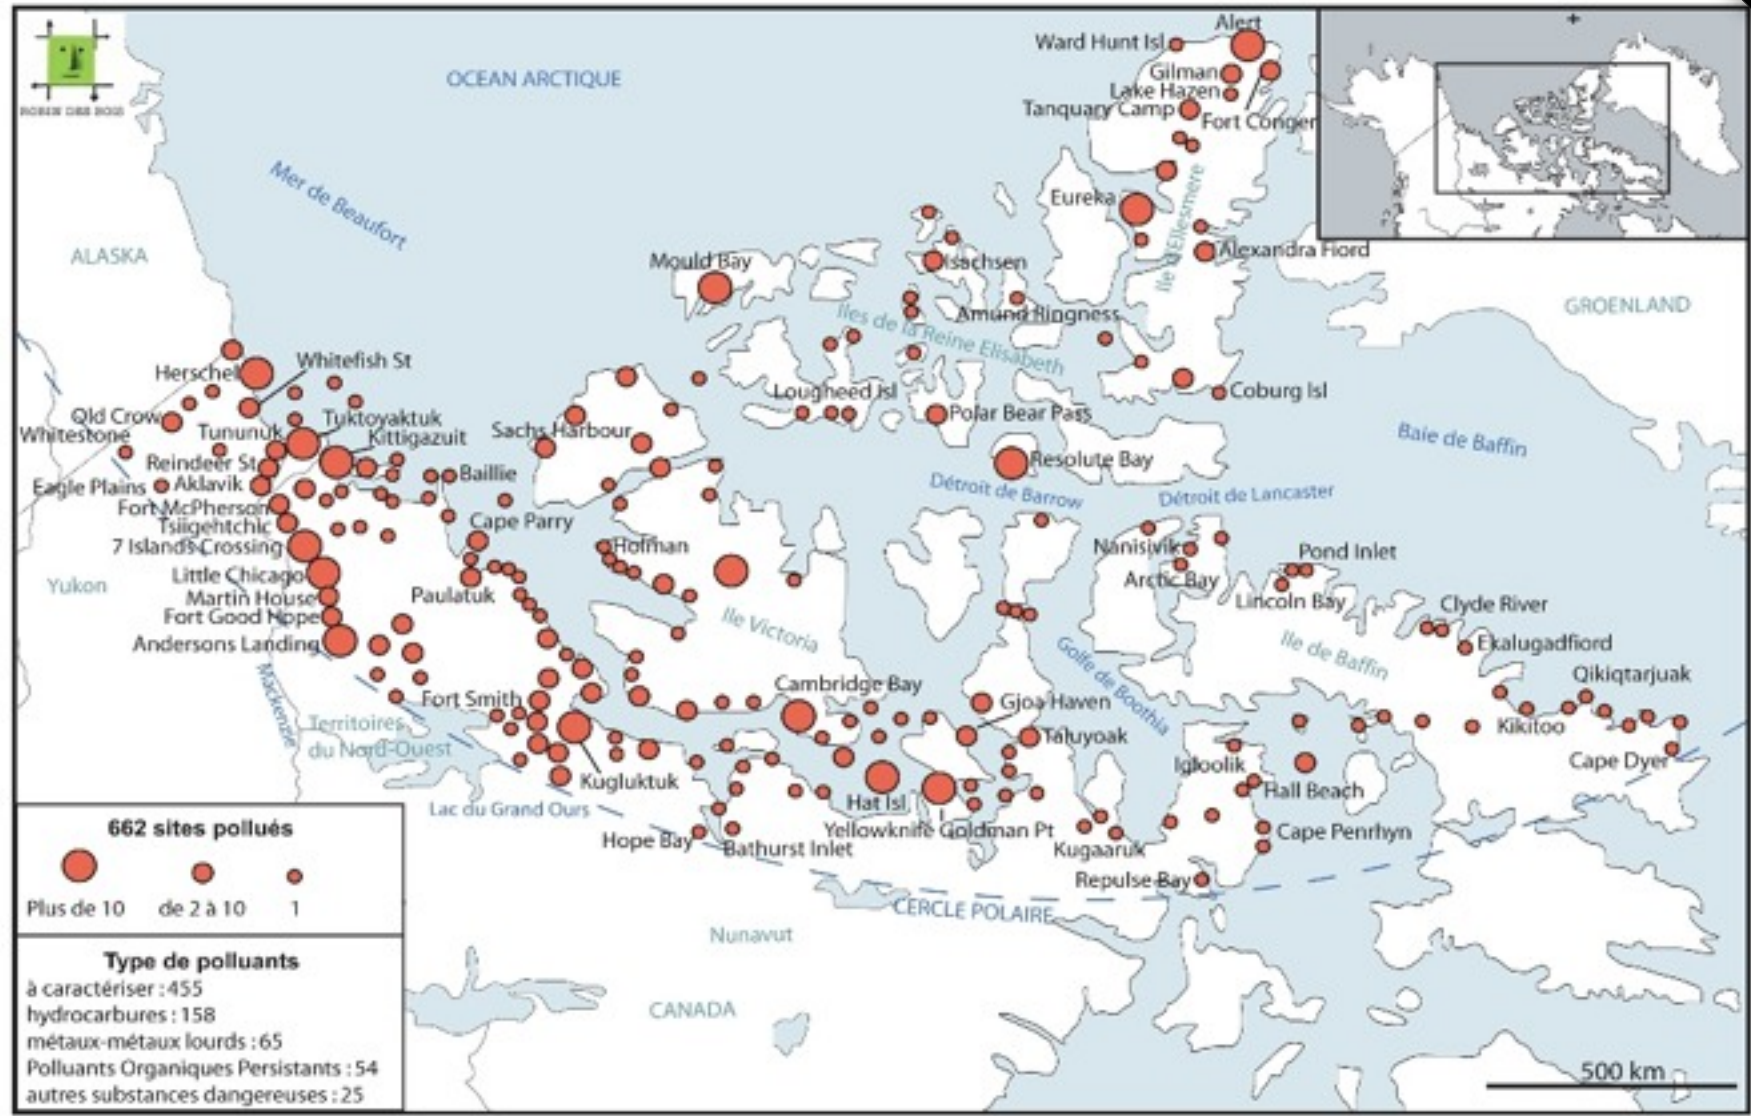 ROBIN DES BOIS
OCEAN ARCTIQUE
Alert
Ward Hunt Isl
Gilman
Lake Hazen
Tanquary Camp
Fort Conger
Mer de Beaufort
Eureka
Ile d'Ellesmere
ALASKA
Mould Bay
Isachsen
Alexandra Fiord
GROENLAND
Amund Ringness
Iles de la Reine Elisabeth
Herschel
Whitefish St
Lougheed Isl
Coburg Isl
Old Crow
Whitestone
Tununuk
Tuktoyaktuk
Kittigazuit
Sachs Harbour
Polar Bear Pass
Baie de Baffin
Reindeer St
Eagle Plains
Aklavik
Baillie
Resolute Bay
Détroit de Barrow
Détroit de Lancaster
Fort McPherson
Tsiigehtchic
Cape Parry
7 Islands Crossing
Holman
Nanisivik
Pond Inlet
Yukon
Little Chicago
Martin House
Paulatuk
Arctic Bay
Lincoln Bay
Clyde River
Fort Good Hope
Andersons Landing
Ile Victoria
Golfe de Boothia
Ile de Baffin
Ekalugadfiord
Qikiqtarjuak
Mackenzie
Fort Smith
Cambridge Bay
Gjoa Haven
Taluyoak
Kikitoo
Territoires
du Nord-Ouest
Igloolik
Cape Dyer
Kugluktuk
Hat Isl
Hall Beach
Lac du Grand Ours
Hope Bay
Bathurst Inlet
Yellowknife
Goldman Pt
Kugaaruk
Cape Penrhyn
Repulse Bay
CERCLE POLAIRE
Nunavut
CANADA
662 sites pollués
Plus de 10
de 2 à 10
1
Type de polluants
à caractériser : 455
hydrocarbures : 158
métaux-métaux lourds : 65
Polluants Organiques Persistants : 54
autres substances dangereuses : 25
500 km